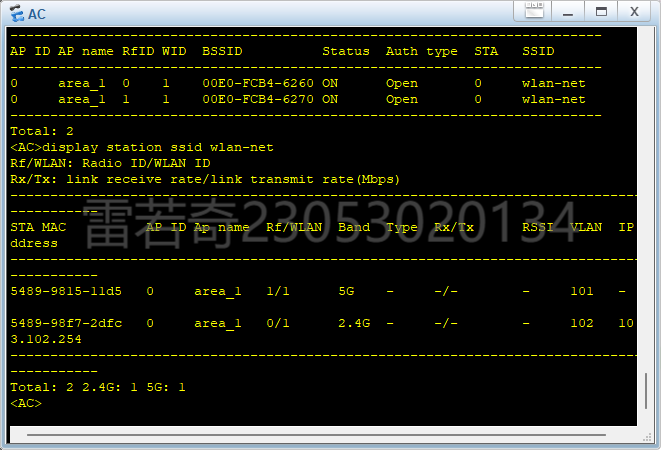 AC
------------------------------------------------------------------------------
AP ID AP name RfID WID BSSID Status Auth type STA SSID
------------------------------------------------------------------------------
0 area_1 0 1 00E0-FCB4-6260 ON Open 0 wlan-net
0 area_1 1 1 00E0-FCB4-6270 ON Open 0 wlan-net
------------------------------------------------------------------------------
Total: 2
<AC>display station ssid wlan-net
Rf/WLAN: Radio ID/WLAN ID
Rx/Tx: link receive rate/link transmit rate(Mbps)
------------------------------------------------------------------------------
-----------
雷若奇23053020134
STA MAC AP ID Ap name Rf/WLAN Band Type Rx/Tx RSSI VLAN IP
ddress
------------------------------------------------------------------------------
-----------
5489-9815-11d5 0 area_1 1/1 5G - -/- - 101 -
5489-98f7-2dfc 0 area_1 0/1 2.4G - -/- - 102 10
3.102.254
------------------------------------------------------------------------------
-----------
Total: 2 2.4G: 1 5G: 1
<AC>